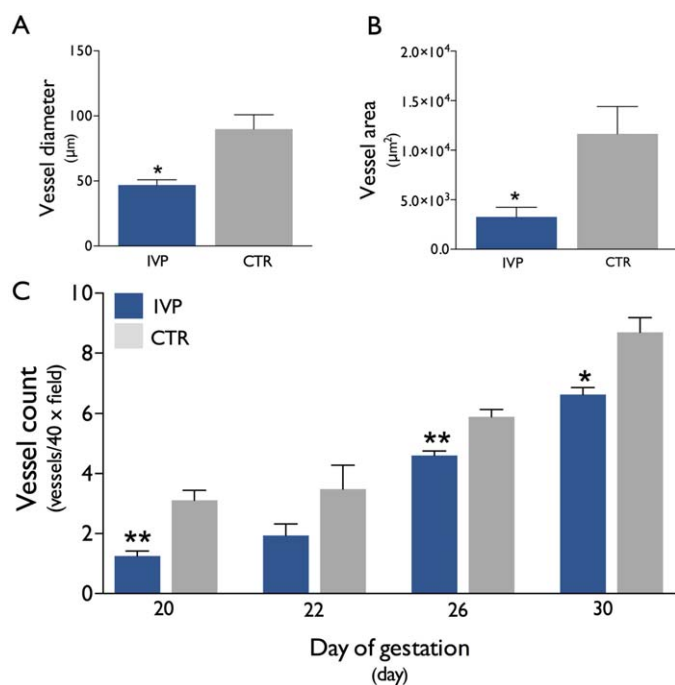 A
Vessel diameter
(μm)
150
100
50
0
*
IVP
CTR
B
Vessel area
(μm²)
2.0×10⁴
1.5×10⁴
1.0×10⁴
5.0×10³
0.0
*
IVP
CTR
C
Vessel count
(vessels/40 x field)
10
8
6
4
2
0
IVP
CTR
**
**
*
20
22
26
30
Day of gestation
(day)